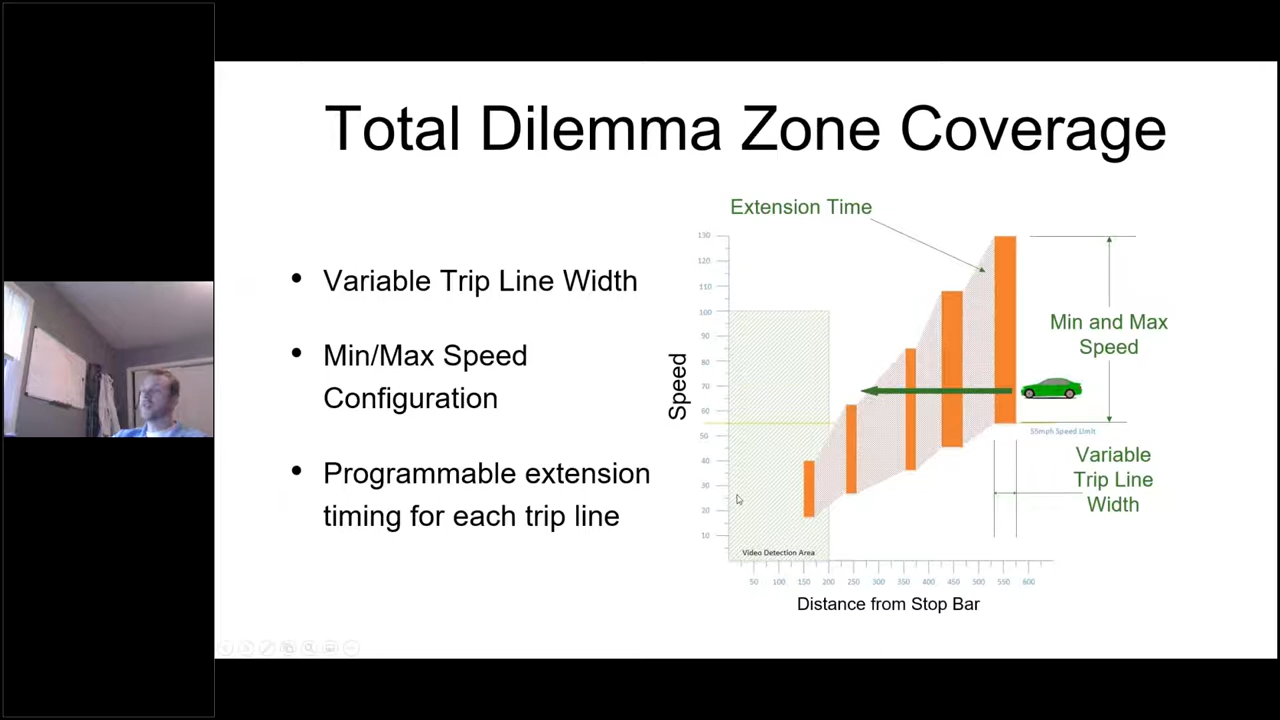 Total Dilemma Zone Coverage
• Variable Trip Line Width
• Min/Max Speed
Configuration
• Programmable extension
timing for each trip line
Extension Time
Min and Max
Speed
55mph Speed Limit
Variable
Trip Line
Width
Speed
130
120
110
100
90
80
70
60
50
40
30
20
10
Video Detection Area
50 100 150 200 250 300 350 400 450 500 550 600
Distance from Stop Bar